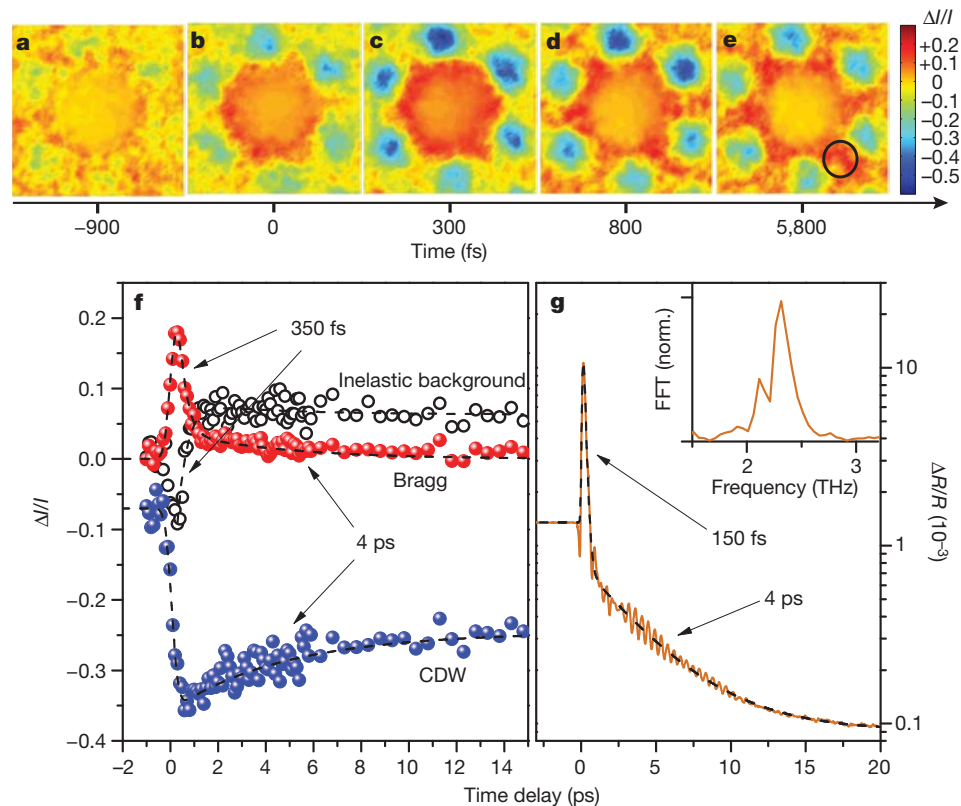 a b c d e ΔI/I
+0.2
+0.1
0
−0.1
−0.2
−0.3
−0.4
−0.5
−900 0 300 800 5,800
Time (fs)
f
0.2
0.1
0.0
−0.1
−0.2
−0.3
−0.4
ΔI/I
350 fs
Inelastic background
Bragg
4 ps
CDW
−2 0 2 4 6 8 10 12 14
g
FFT (norm.)
2 3
Frequency (THz)
150 fs
4 ps
10
1
0.1
ΔR/R (10⁻³)
0 5 10 15 20
Time delay (ps)